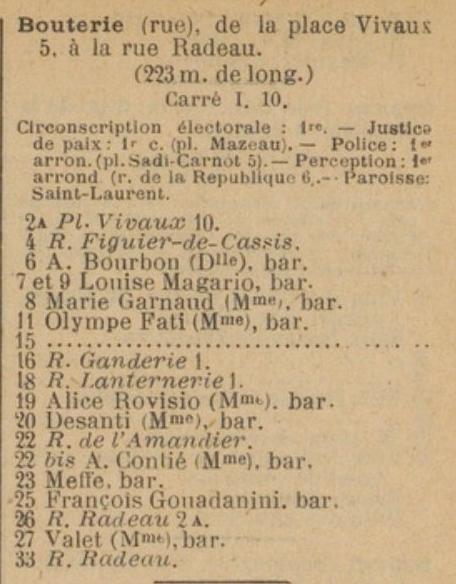 Bouterie (rue), de la place Vivaux
5, à la rue Radeau.
(223 m. de long.)
Carré I. 10.
Circonscription électorale : 1re. — Justice
de paix: 1r c. (pl. Mazeau). — Police: 1er
arron. (pl. Sadi-Carnot 5). — Perception: 1er
arrond. (r. de la Republique 6,.-- Paroisse:
Saint-Laurent.
2A Pl. Vivaux 10.
4 R. Figuier-de-Cassis.
6 A. Bourbon (Dlle), bar.
7 et 9 Louise Magario, bar.
8 Marie Garnaud (Mme), bar.
11 Olympe Fati (Mme), bar.
15 ..............................
16 R. Ganderie 1.
18 R. Lanternerie 1.
19 Alice Rovisio (Mme). bar.
20 Desanti (Mme), bar.
22 R. de l'Amandier.
22 bis A. Contié (Mme). bar.
23 Meffe. bar.
25 François Gouadanini. bar.
26 R. Radeau 2 A.
27 Valet (Mme), bar.
33 R. Radeau.